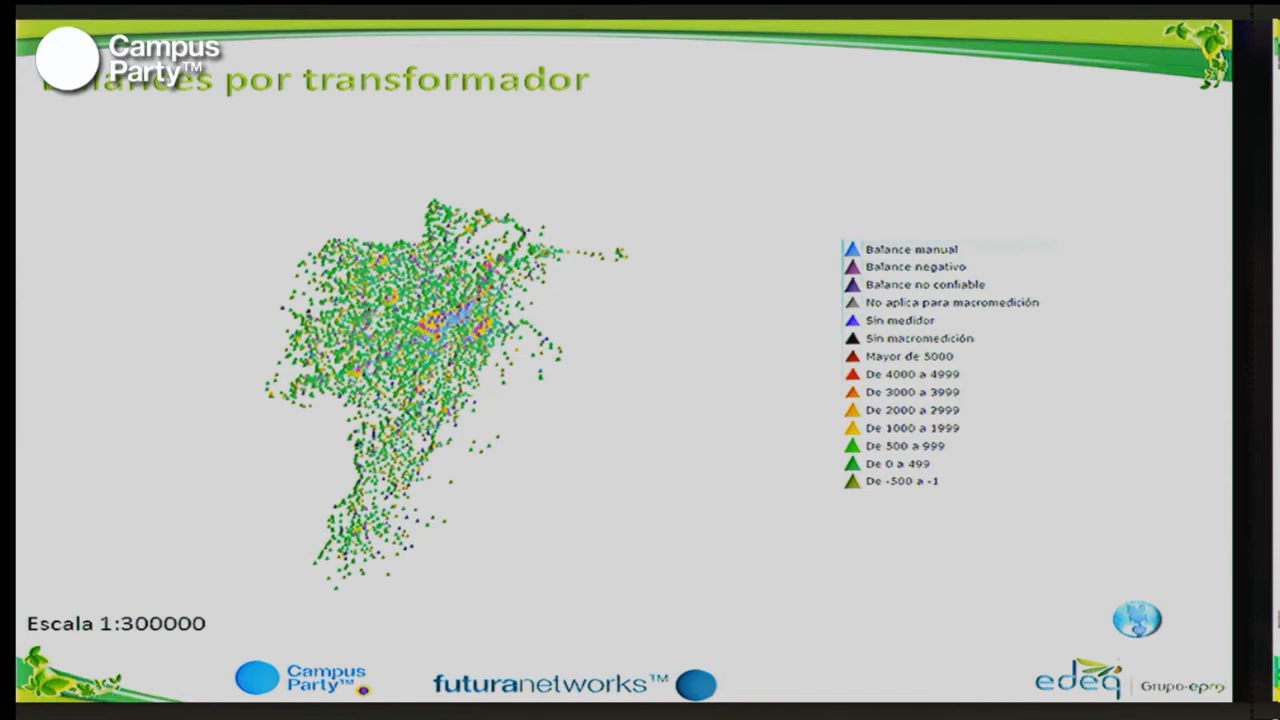 Campus
Party™
Balances por transformador
Balance manual
Balance negativo
Balance no confiable
No aplica para macromedición
Sin medidor
Sin macromedición
Mayor de 5000
De 4000 a 4999
De 3000 a 3999
De 2000 a 2999
De 1000 a 1999
De 500 a 999
De 0 a 499
De -500 a -1
Escala 1:300000
Campus
Party™
futuranetworks™
edeq
Grupo-epm